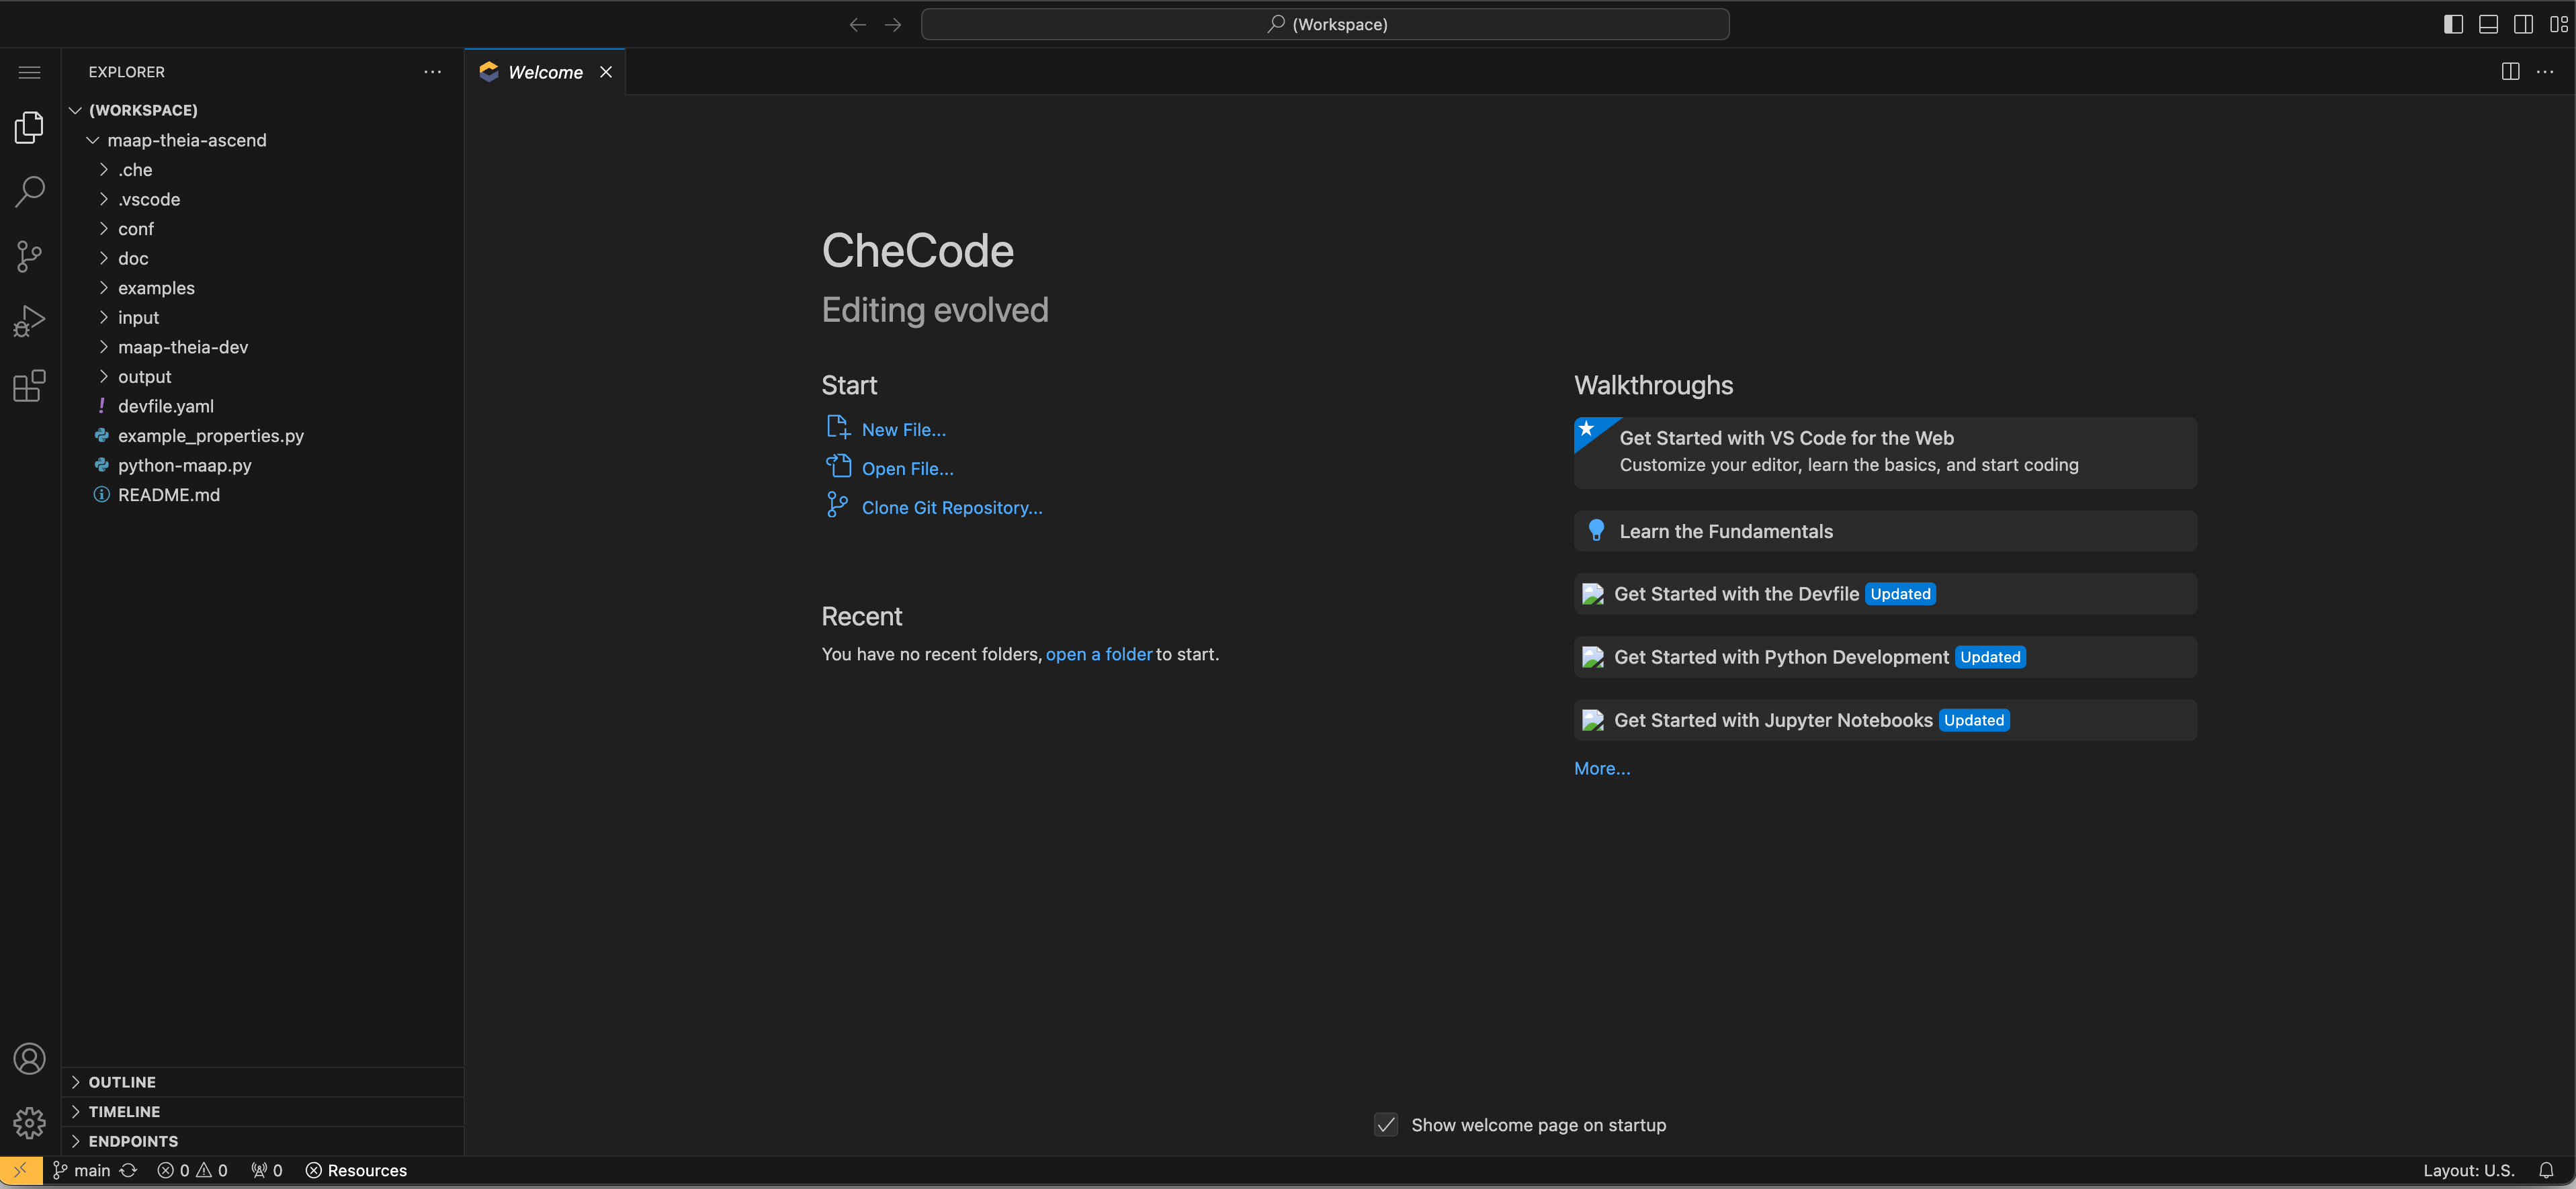 (Workspace)
EXPLORER
Welcome
(WORKSPACE)
maap-theia-ascend
.che
.vscode
conf
doc
examples
input
maap-theia-dev
output
devfile.yaml
example_properties.py
python-maap.py
README.md
OUTLINE
TIMELINE
ENDPOINTS
CheCode
Editing evolved
Start
New File...
Open File...
Clone Git Repository...
Recent
You have no recent folders, open a folder to start.
Walkthroughs
Get Started with VS Code for the Web
Customize your editor, learn the basics, and start coding
Learn the Fundamentals
Get Started with the Devfile Updated
Get Started with Python Development Updated
Get Started with Jupyter Notebooks Updated
More...
Show welcome page on startup
main 0 0 0 Resources
Layout: U.S.